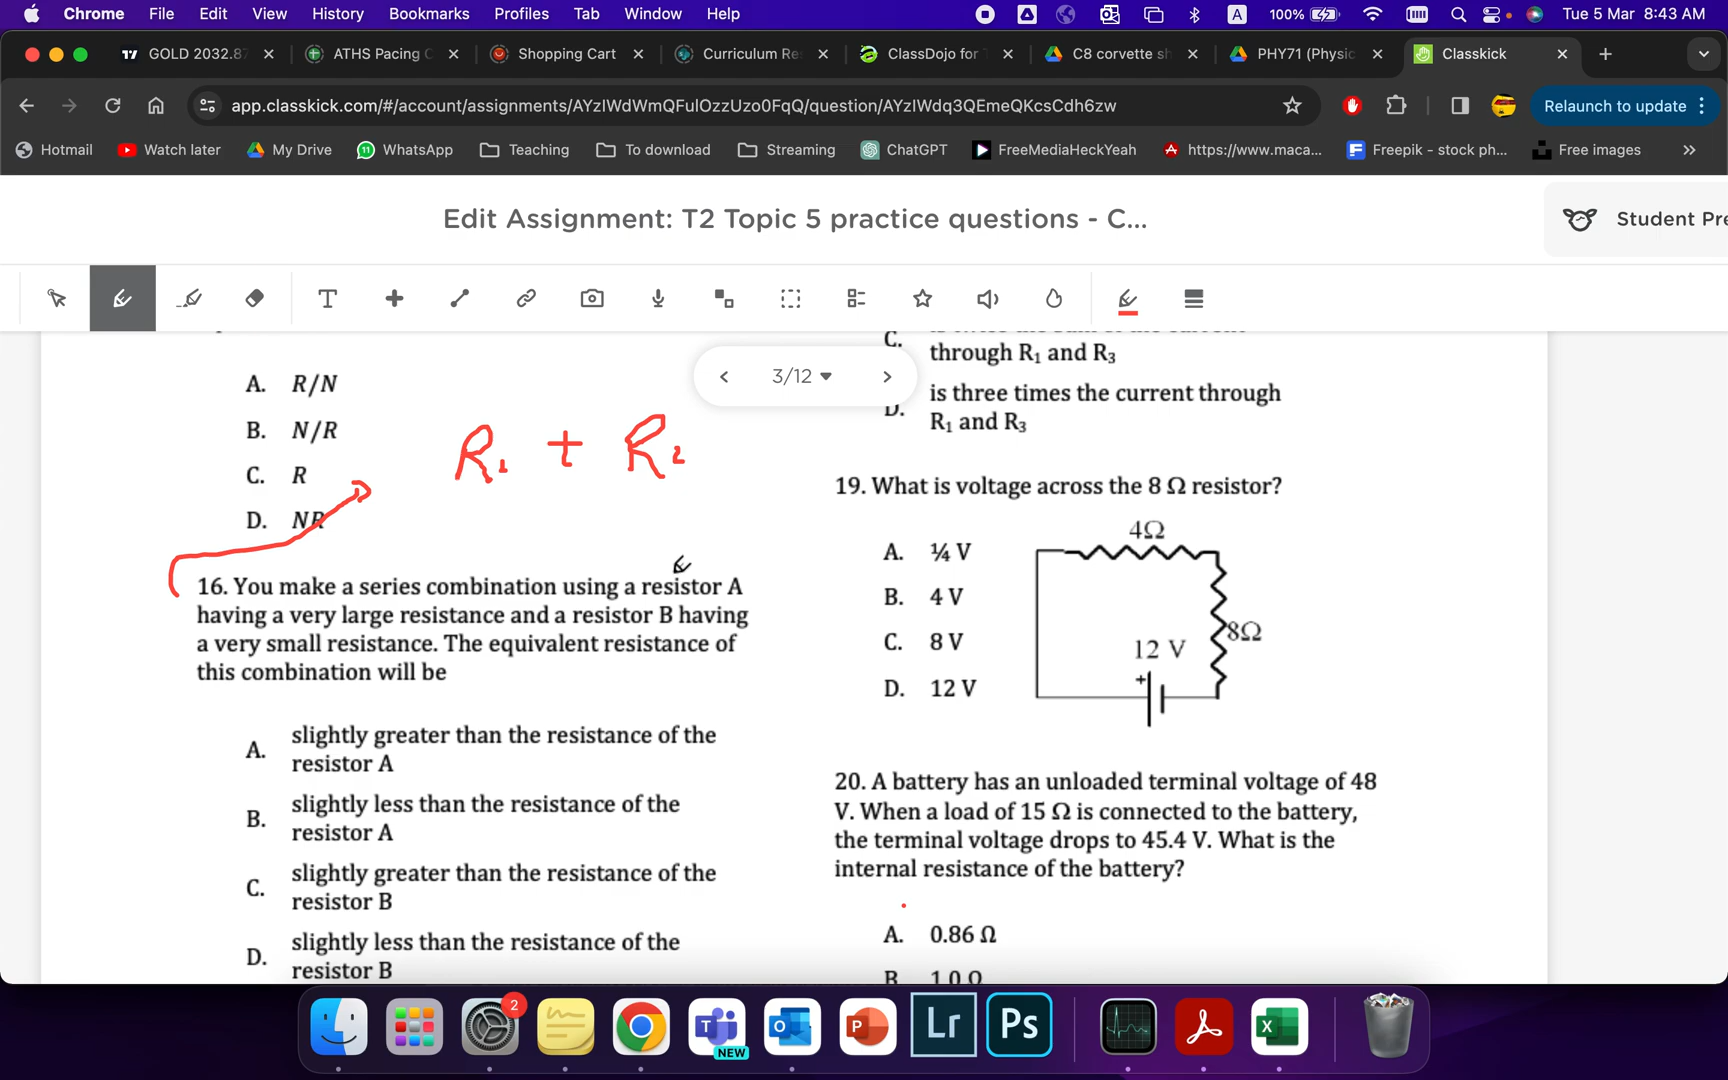 Chrome File Edit View History Bookmarks Profiles Tab Window Help A 100% Tue 5 Mar 8:43 AM
GOLD 2032.87 ATHS Pacing C Shopping Cart Curriculum Re ClassDojo for C8 corvette sh PHY71 (Physic Classkick
app.classkick.com/#/account/assignments/AYzIWdWmQFulOzzUzo0FqQ/question/AYzIWdq3QEmeQKcsCdh6zw Relaunch to update
Hotmail Watch later My Drive 11 WhatsApp Teaching To download Streaming ChatGPT FreeMediaHeckYeah https://www.maca... Freepik - stock ph... Free images
Edit Assignment: T2 Topic 5 practice questions - C...
Student Pre
T
3/12
A. R/N
B. N/R
C. R
D. NR
R₁ + R₂
16. You make a series combination using a resistor A
having a very large resistance and a resistor B having
a very small resistance. The equivalent resistance of
this combination will be
A. slightly greater than the resistance of the
resistor A
B. slightly less than the resistance of the
resistor A
C. slightly greater than the resistance of the
resistor B
D. slightly less than the resistance of the
resistor B
C.
through R₁ and R₃
D. is three times the current through
R₁ and R₃
19. What is voltage across the 8 Ω resistor?
A. ¼ V
B. 4 V
C. 8 V
D. 12 V
4Ω
8Ω
12 V
+
20. A battery has an unloaded terminal voltage of 48
V. When a load of 15 Ω is connected to the battery,
the terminal voltage drops to 45.4 V. What is the
internal resistance of the battery?
A. 0.86 Ω
B 1.0 Ω
2
T
NEW
O
P
Lr
Ps
X